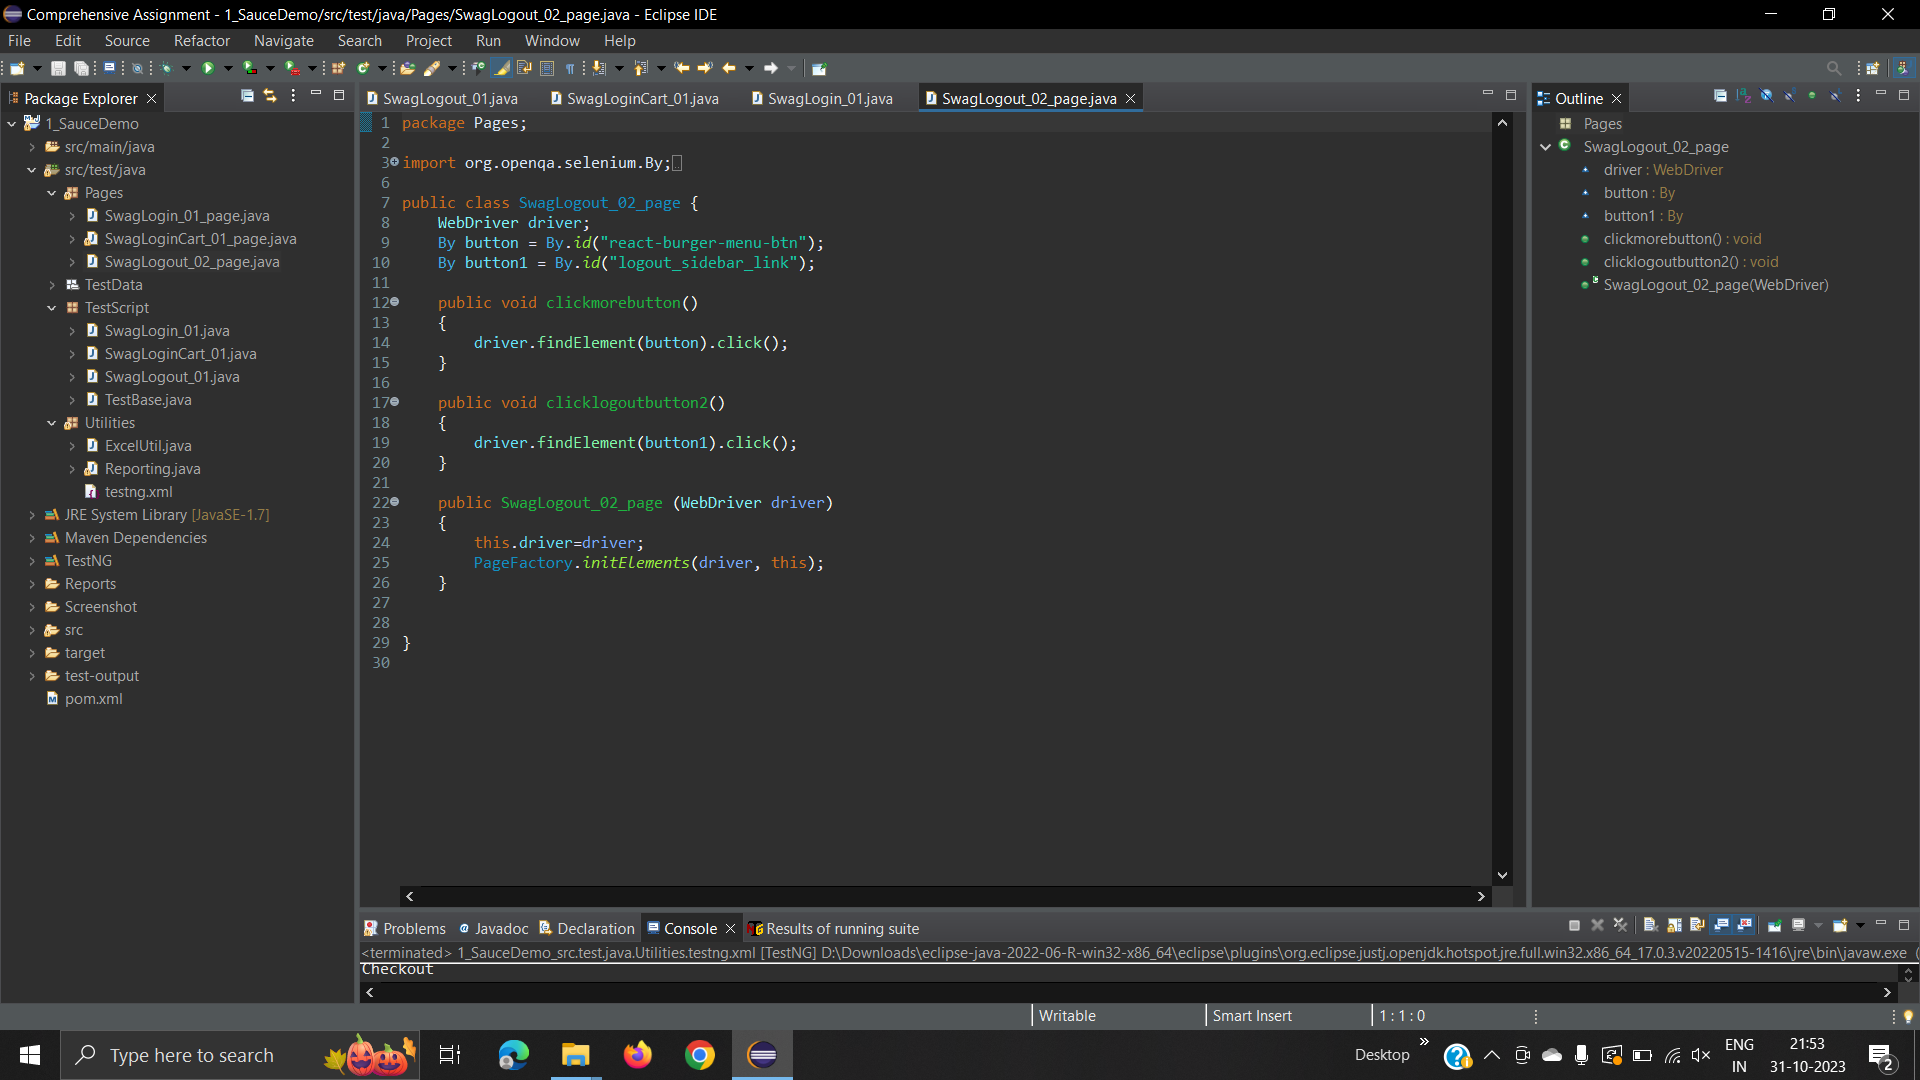 Comprehensive Assignment - 1_SauceDemo/src/test/java/Pages/SwagLogout_02_page.java - Eclipse IDE
File Edit Source Refactor Navigate Search Project Run Window Help
Package Explorer
1_SauceDemo
src/main/java
src/test/java
Pages
SwagLogin_01_page.java
SwagLoginCart_01_page.java
SwagLogout_02_page.java
TestData
TestScript
SwagLogin_01.java
SwagLoginCart_01.java
SwagLogout_01.java
TestBase.java
Utilities
ExcelUtil.java
Reporting.java
testng.xml
JRE System Library [JavaSE-1.7]
Maven Dependencies
TestNG
Reports
Screenshot
src
target
test-output
pom.xml
SwagLogout_01.java SwagLoginCart_01.java SwagLogin_01.java SwagLogout_02_page.java
1 package Pages;
2
3 import org.openqa.selenium.By;
6
7 public class SwagLogout_02_page {
8 WebDriver driver;
9 By button = By.id("react-burger-menu-btn");
10 By button1 = By.id("logout_sidebar_link");
11
12 public void clickmorebutton()
13 {
14 driver.findElement(button).click();
15 }
16
17 public void clicklogoutbutton2()
18 {
19 driver.findElement(button1).click();
20 }
21
22 public SwagLogout_02_page (WebDriver driver)
23 {
24 this.driver=driver;
25 PageFactory.initElements(driver, this);
26 }
27
28
29 }
30
Outline
Pages
SwagLogout_02_page
driver : WebDriver
button : By
button1 : By
clickmorebutton() : void
clicklogoutbutton2() : void
SwagLogout_02_page(WebDriver)
Problems Javadoc Declaration Console Results of running suite
<terminated> 1_SauceDemo_src.test.java.Utilities.testng.xml [TestNG] D:\Downloads\eclipse-java-2022-06-R-win32-x86_64\eclipse\plugins\org.eclipse.justj.openjdk.hotspot.jre.full.win32.x86_64_17.0.3.v20220515-1416\jre\bin\javaw.exe (
Checkout
Writable Smart Insert 1 : 1 : 0
Type here to search
Desktop
ENG
IN
21:53
31-10-2023
2